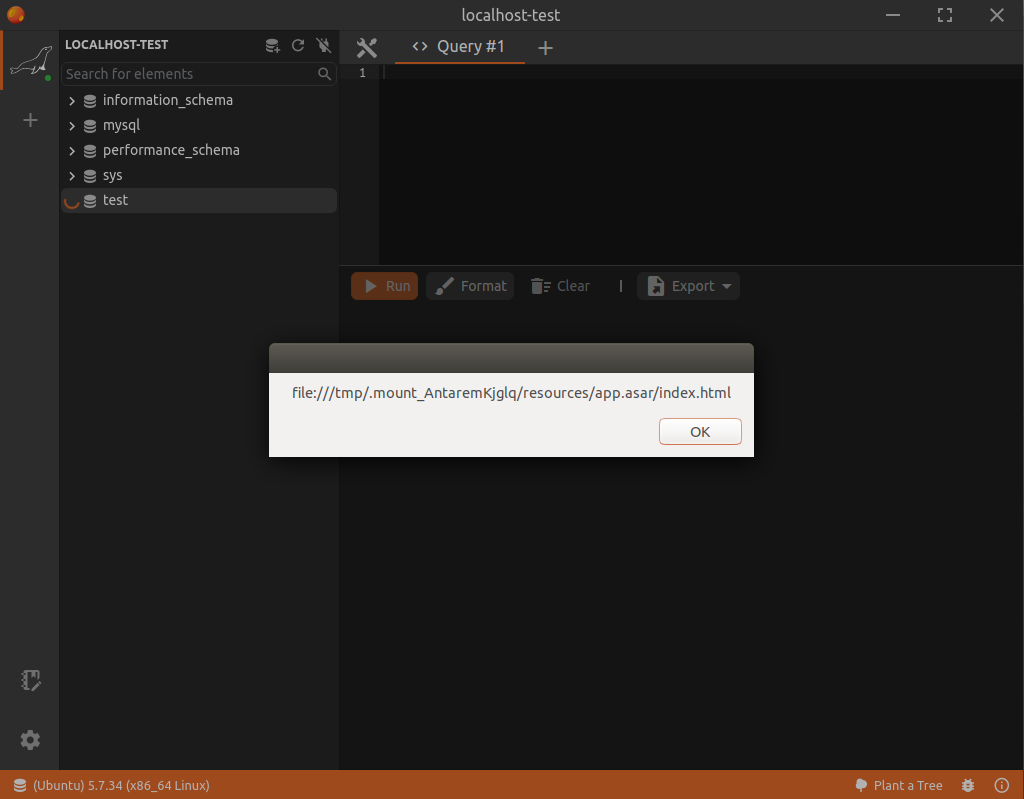 localhost-test
LOCALHOST-TEST
Query #1
Search for elements
1
information_schema
mysql
performance_schema
sys
test
Run
Format
Clear
Export
file:///tmp/.mount_AntaremKjglq/resources/app.asar/index.html
OK
(Ubuntu) 5.7.34 (x86_64 Linux)
Plant a Tree